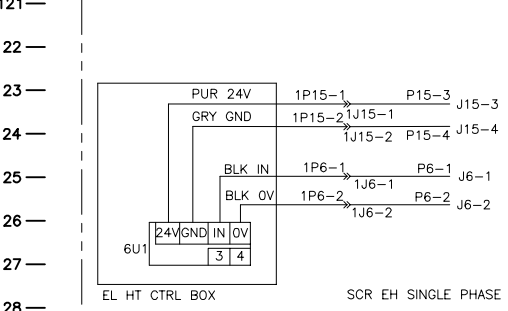 121
22
23
PUR 24V 1P15-1 P15-3 J15-3
1J15-1
GRY GND 1P15-2 P15-4 J15-4
24
1J15-2
BLK IN 1P6-1 P6-1 J6-1
25
1J6-1
BLK 0V 1P6-2 P6-2 J6-2
1J6-2
26
24V GND IN 0V
6U1
3 4
27
EL HT CTRL BOX SCR EH SINGLE PHASE
28